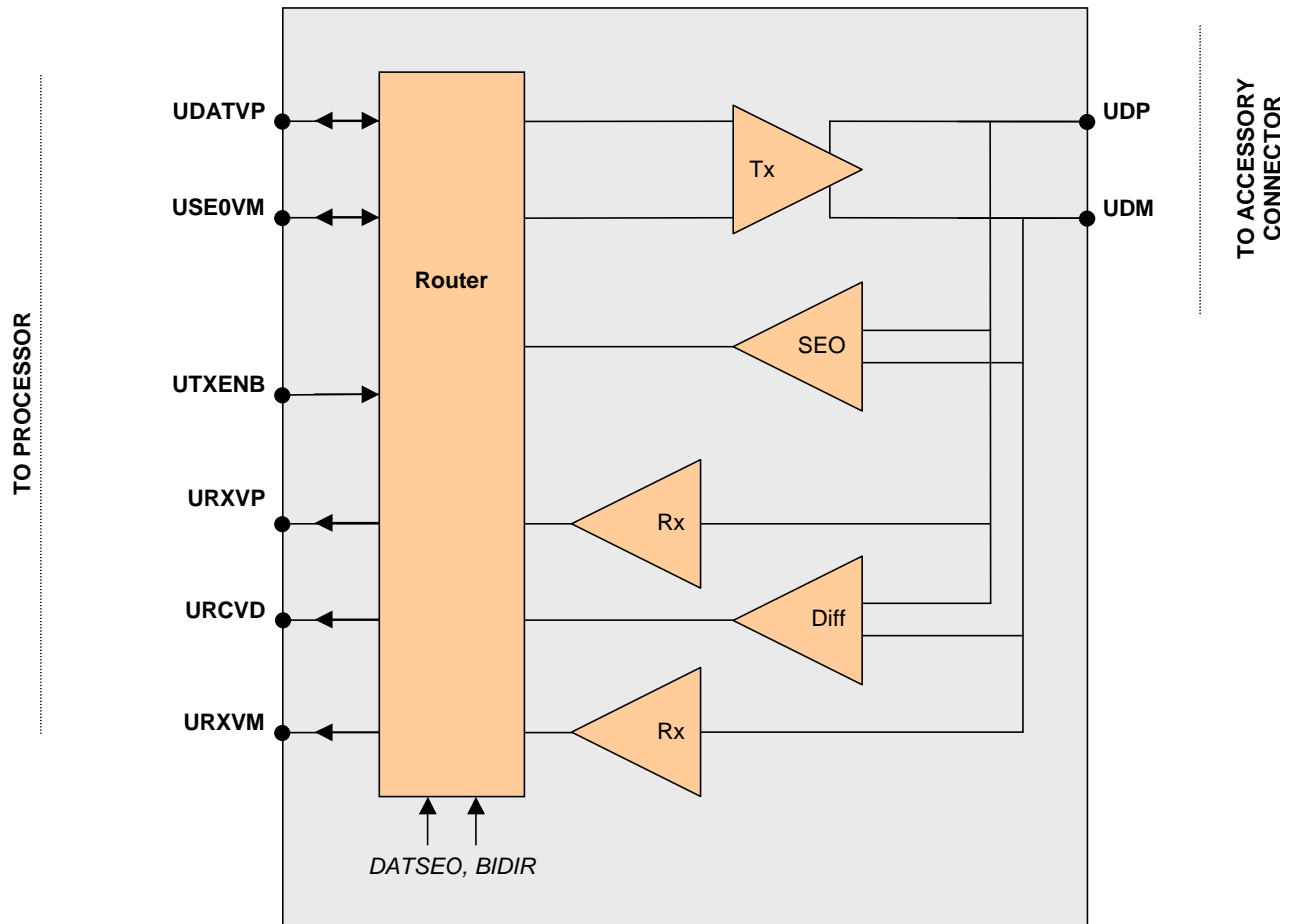 UDATVP
USE0VM
UTXENB
URXVP
URCVD
URXVM
TO PROCESSOR
Router
Tx
SEO
Rx
Diff
Rx
DATSEO, BIDIR
UDP
UDM
TO ACCESSORY
CONNECTOR